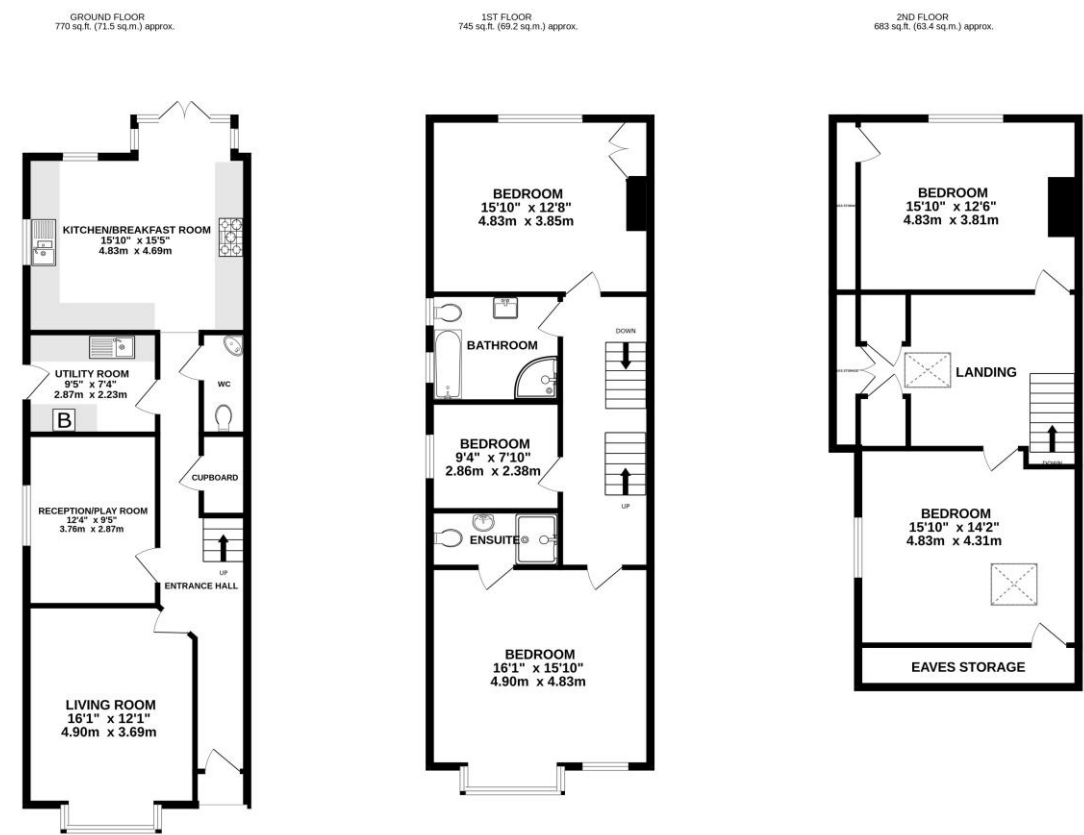 GROUND FLOOR
770 sq.ft. (71.5 sq.m.) approx.
1ST FLOOR
745 sq.ft. (69.2 sq.m.) approx.
2ND FLOOR
683 sq.ft. (63.4 sq.m.) approx.
KITCHEN/BREAKFAST ROOM
15'10" x 15'5"
4.83m x 4.69m
UTILITY ROOM
9'5" x 7'4"
2.87m x 2.23m
B
WC
CUPBOARD
RECEPTION/PLAY ROOM
12'4" x 9'5"
3.76m x 2.87m
UP
ENTRANCE HALL
LIVING ROOM
16'1" x 12'1"
4.90m x 3.69m
BEDROOM
15'10" x 12'8"
4.83m x 3.85m
BATHROOM
DOWN
BEDROOM
9'4" x 7'10"
2.86m x 2.38m
UP
ENSUITE
BEDROOM
16'1" x 15'10"
4.90m x 4.83m
BEDROOM
15'10" x 12'6"
4.83m x 3.81m
LANDING
DOWN
BEDROOM
15'10" x 14'2"
4.83m x 4.31m
EAVES STORAGE